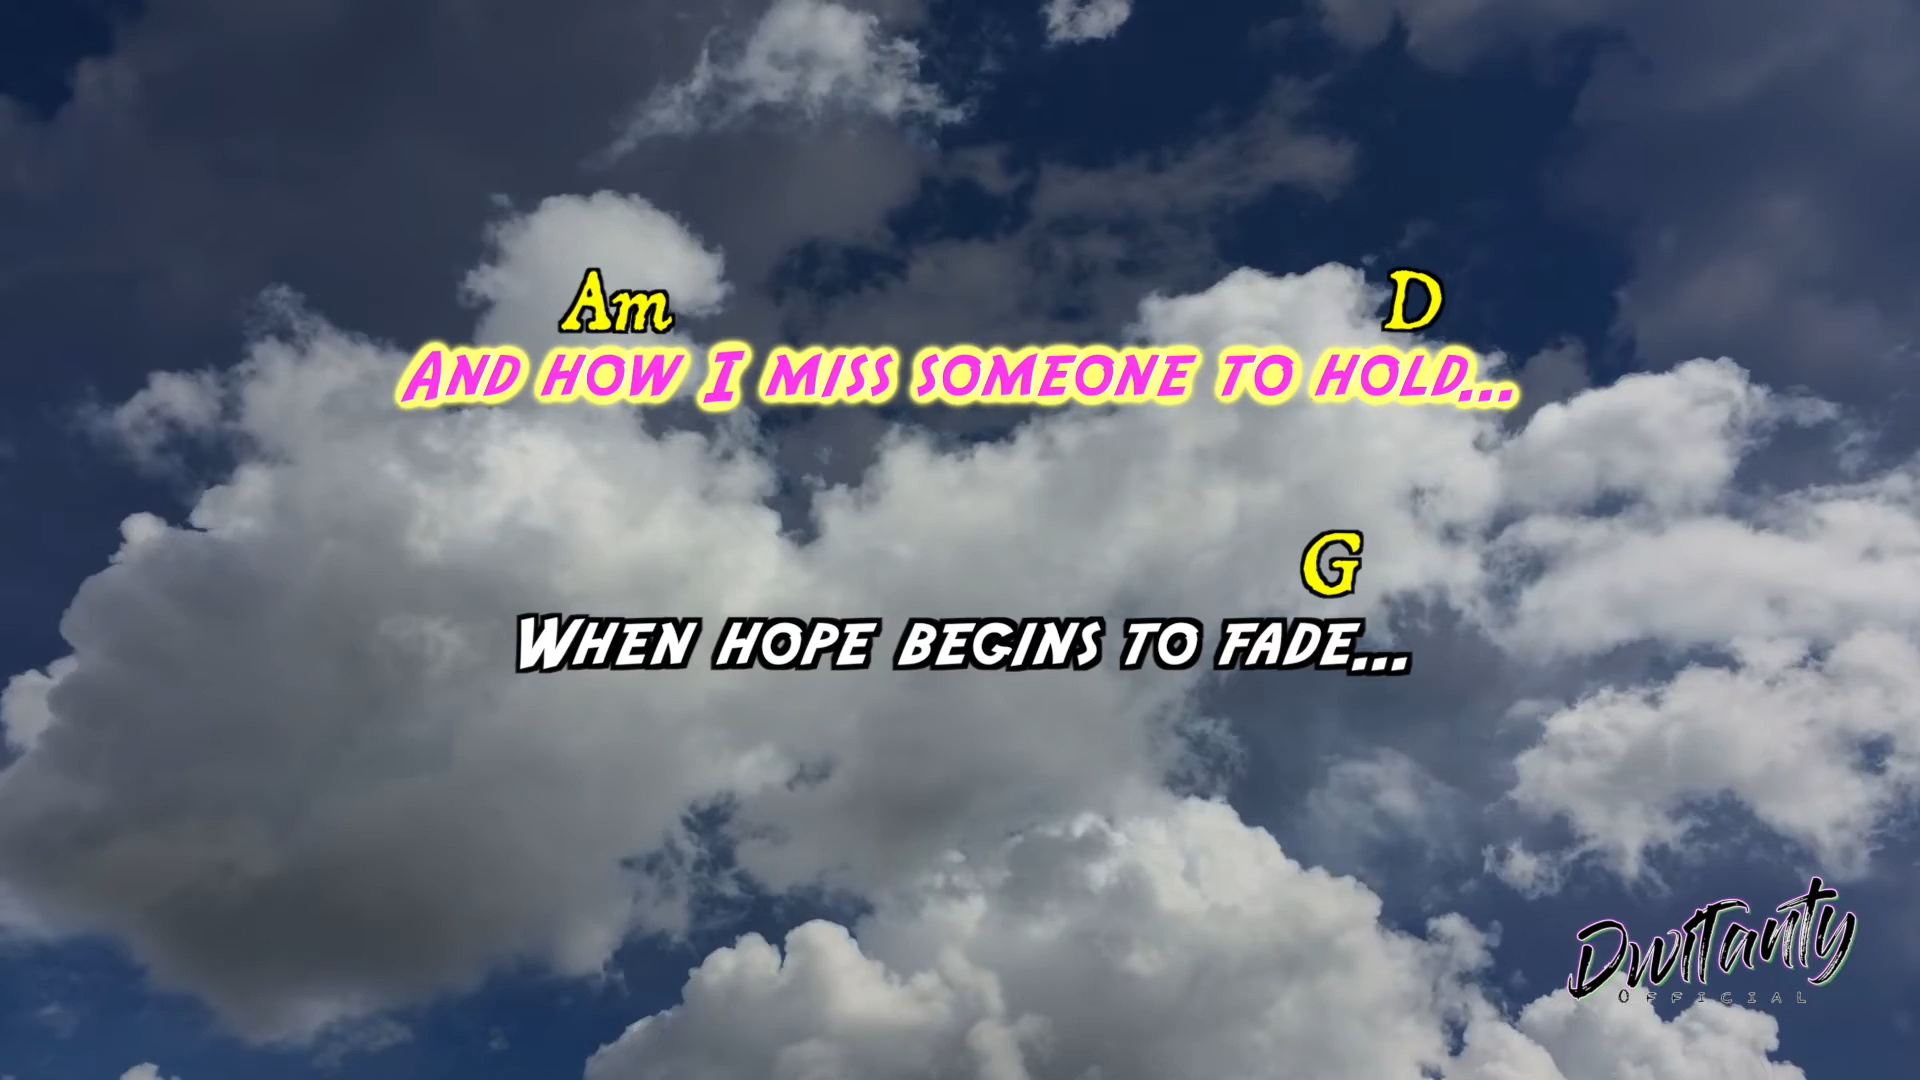 Am D
And how I miss someone to hold...
G
When hope begins to fade...
DwiTanty
Official